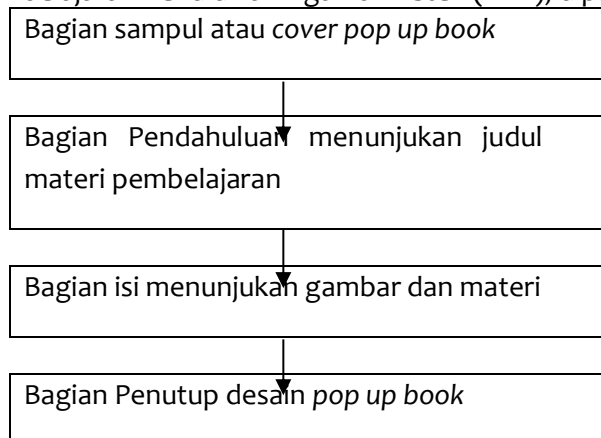 Bagian sampul atau cover pop up book
Bagian Pendahuluan menunjukan judul
materi pembelajaran
Bagian isi menunjukan gambar dan materi
Bagian Penutup desain pop up book